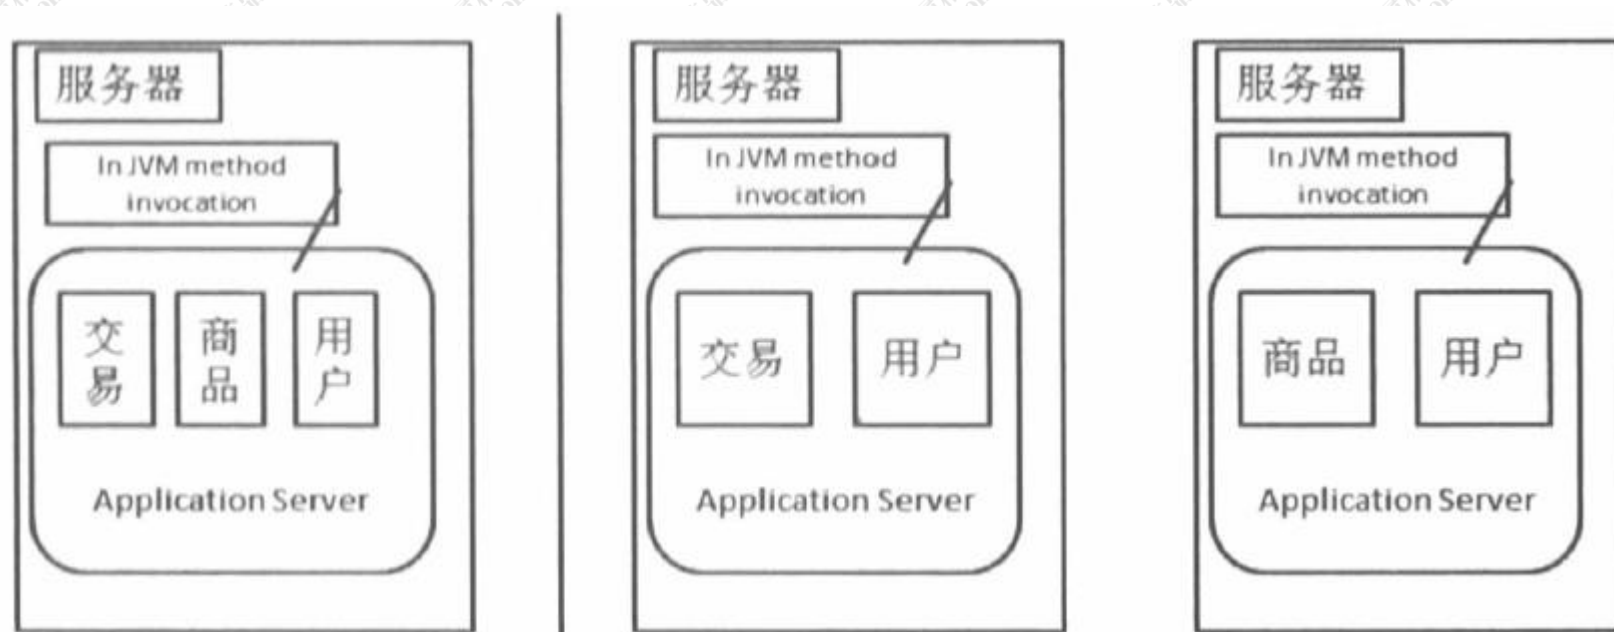 服务器
In JVM method
invocation
交易
商品
用户
Application Server
服务器
In JVM method
invocation
交易
用户
Application Server
服务器
In JVM method
invocation
商品
用户
Application Server